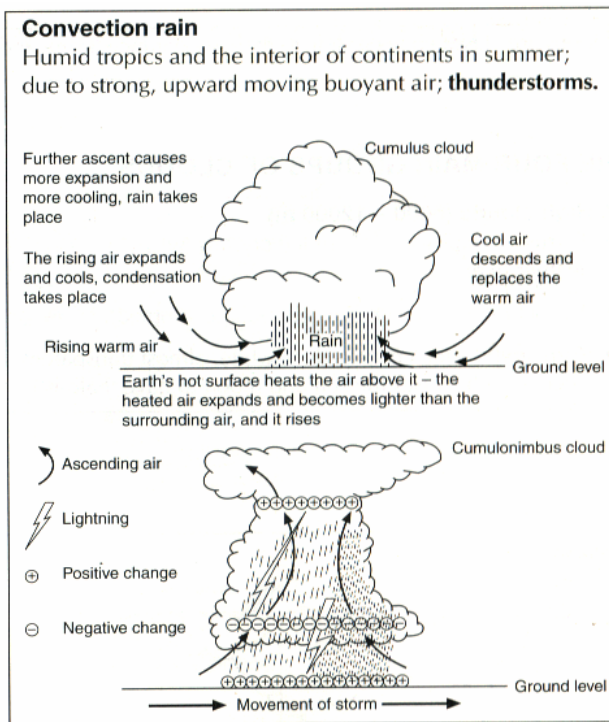 Convection rain
Humid tropics and the interior of continents in summer;
due to strong, upward moving buoyant air; thunderstorms.
Cumulus cloud
Further ascent causes
more expansion and
more cooling, rain takes
place
The rising air expands
and cools, condensation
takes place
Cool air
descends and
replaces the
warm air
Rising warm air
Rain
Ground level
Earth's hot surface heats the air above it – the
heated air expands and becomes lighter than the
surrounding air, and it rises
Cumulonimbus cloud
Ascending air
Lightning
Positive change
Negative change
Ground level
Movement of storm